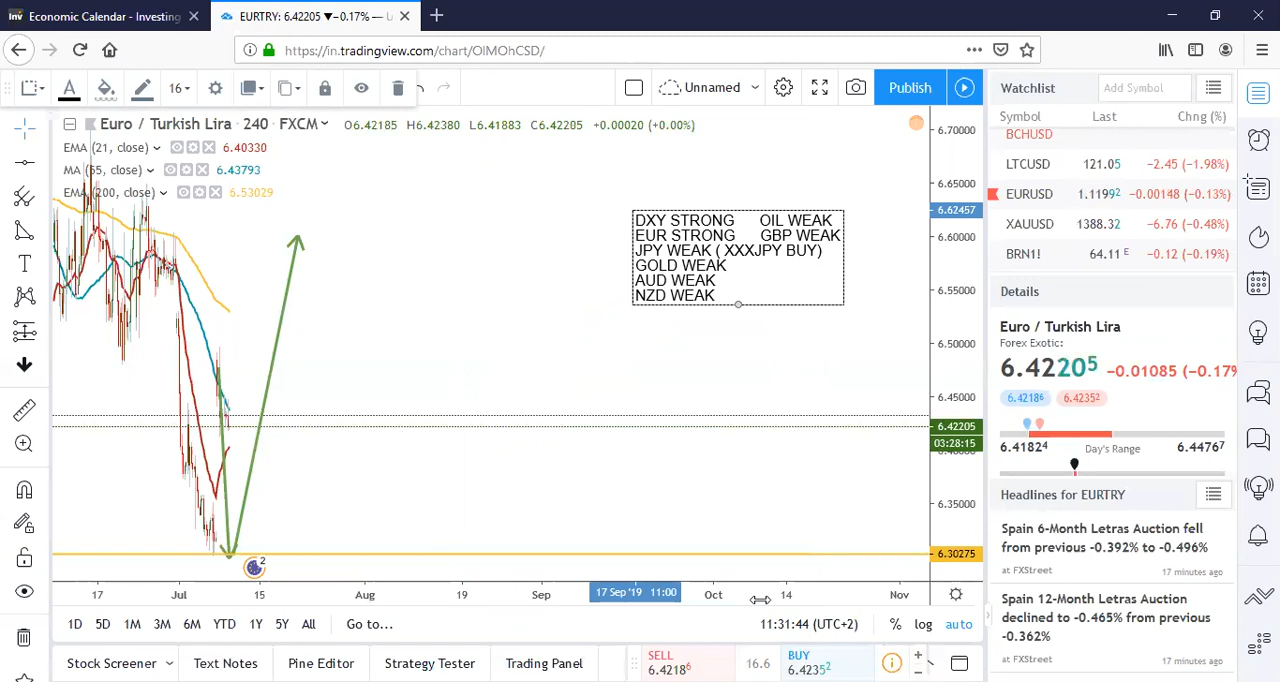 Economic Calendar - Investing
EURTRY: 6.42205 ▼−0.17% — U
https://in.tradingview.com/chart/OIMOhCSD/
16
Unnamed
Publish
Watchlist
Add Symbol
Euro / Turkish Lira · 240 · FXCM
O6.42185 H6.42380 L6.41883 C6.42205 +0.00020 (+0.00%)
EMA (21, close) 6.40330
MA (55, close) 6.43793
EMA (200, close) 6.53029
Symbol Last Chng (%)
BCHUSD
LTCUSD 121.05 −2.45 (−1.98%)
EURUSD 1.1199² −0.00148 (−0.13%)
XAUUSD 1388.32 −6.76 (−0.48%)
BRN1! 64.11 E −0.12 (−0.19%)
DXY STRONG OIL WEAK
EUR STRONG GBP WEAK
JPY WEAK ( XXXJPY BUY)
GOLD WEAK
AUD WEAK
NZD WEAK
6.70000
6.65000
6.62457
6.60000
6.55000
6.50000
6.45000
6.42205
03:28:15
6.35000
6.30275
Details
Euro / Turkish Lira
Forex Exotic:
6.4220⁵ −0.01085 (−0.17%
6.4218⁶ 6.4235²
6.4182⁴ Day's Range 6.4476⁷
Headlines for EURTRY
Spain 6-Month Letras Auction fell
from previous -0.392% to -0.496%
at FXStreet 17 minutes ago
Spain 12-Month Letras Auction
declined to -0.465% from previous
-0.362%
at FXStreet 17 minutes ago
2
17 Jul 15 Aug 19 Sep 17 Sep '19 11:00 Oct 14 Nov
1D 5D 1M 3M 6M YTD 1Y 5Y All Go to...
11:31:44 (UTC+2) % log auto
Stock Screener Text Notes Pine Editor Strategy Tester Trading Panel
SELL
6.4218⁶
16.6
BUY
6.4235²